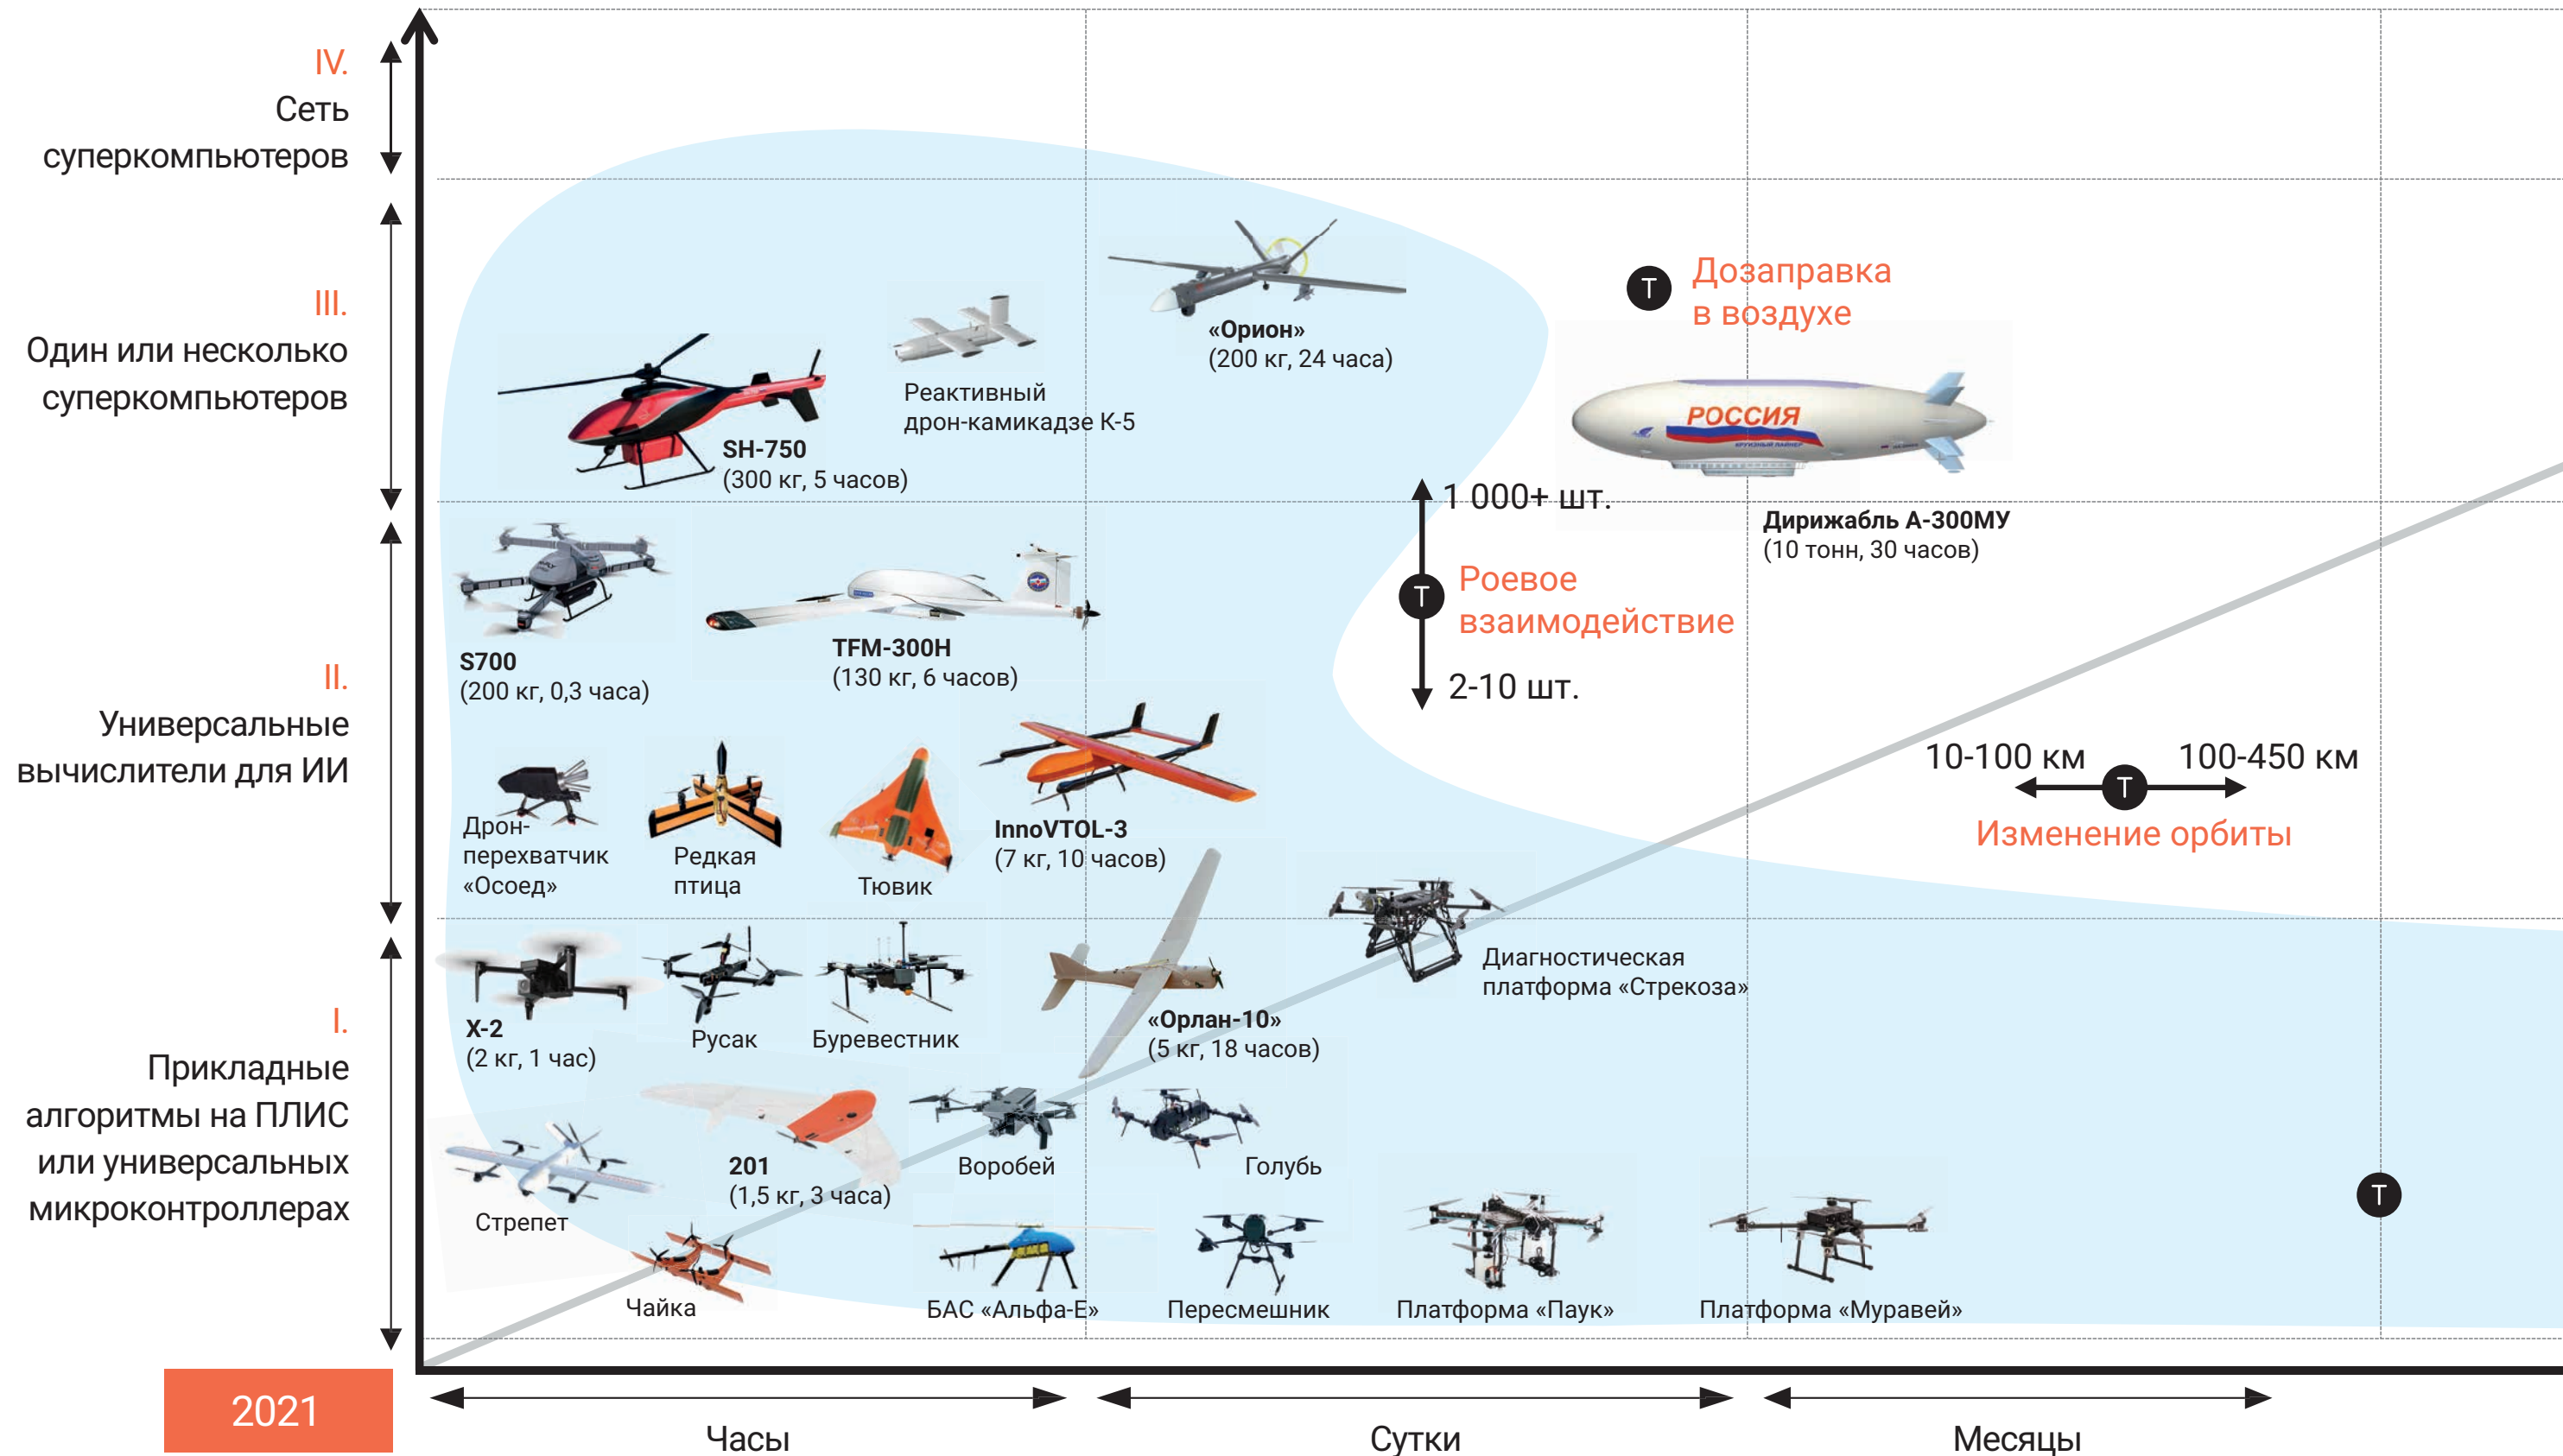 IV.
Сеть
суперкомпьютеров
III.
Один или несколько
суперкомпьютеров
II.
Универсальные
вычислители для ИИ
I.
Прикладные
алгоритмы на ПЛИС
или универсальных
микроконтроллерах
2021
Часы
Сутки
Месяцы
«Орион»
(200 кг, 24 часа)
Реактивный
дрон-камикадзе К-5
SH-750
(300 кг, 5 часов)
Т
Дозаправка
в воздухе
РОССИЯ
КРУИЗНЫЙ ЛАЙНЕР
Дирижабль А-300МУ
(10 тонн, 30 часов)
1 000+ шт.
Т
Роевое
взаимодействие
2-10 шт.
S700
(200 кг, 0,3 часа)
TFM-300H
(130 кг, 6 часов)
InnoVTOL-3
(7 кг, 10 часов)
Дрон-
перехватчик
«Осоед»
Редкая
птица
Тювик
10-100 км
Т
100-450 км
Изменение орбиты
X-2
(2 кг, 1 час)
Русак
Буревестник
«Орлан-10»
(5 кг, 18 часов)
Диагностическая
платформа «Стрекоза»
Стрепет
201
(1,5 кг, 3 часа)
Воробей
Голубь
Т
Чайка
БАС «Альфа-Е»
Пересмешник
Платформа «Паук»
Платформа «Муравей»